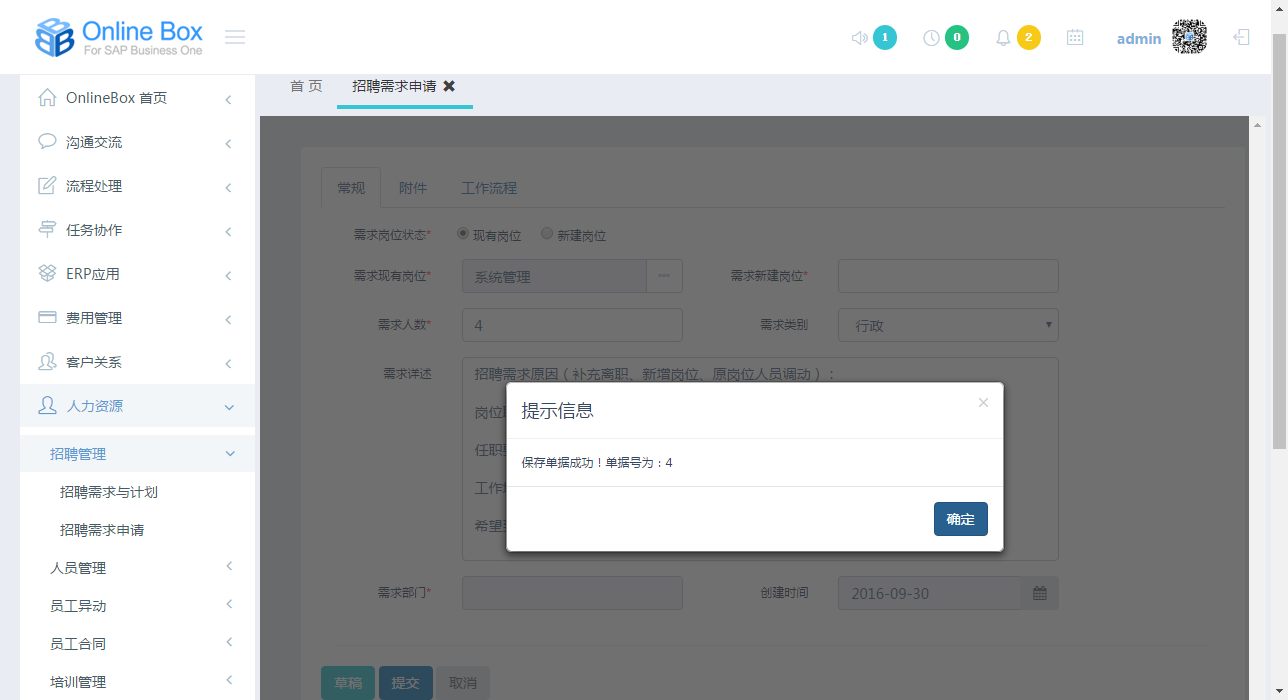 Online Box
For SAP Business One
1
0
2
admin
OnlineBox 首页
沟通交流
流程处理
任务协作
ERP应用
费用管理
客户关系
人力资源
招聘管理
招聘需求与计划
招聘需求申请
人员管理
员工异动
员工合同
培训管理
首 页
招聘需求申请
常规 附件 工作流程
需求岗位状态* 现有岗位 新建岗位
需求现有岗位* 系统管理 需求新建岗位*
需求人数* 4 需求类别 行政
需求详述 招聘需求原因（补充离职、新增岗位、原岗位人员调动）：
岗位
任职
工作
希望
提示信息 ×
保存单据成功！单据号为：4
确定
需求部门* 创建时间 2016-09-30
草稿 提交 取消